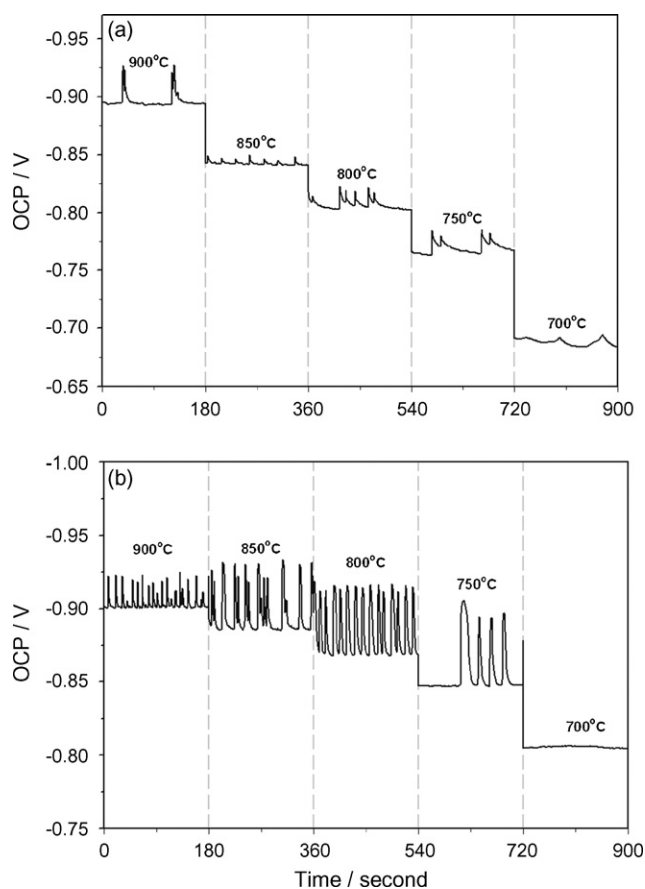 (a)
-0.95
-0.90
-0.85
-0.80
-0.75
-0.70
-0.65
OCP / V
900°C
850°C
800°C
750°C
700°C
0 180 360 540 720 900
(b)
-1.00
-0.95
-0.90
-0.85
-0.80
-0.75
OCP / V
900°C
850°C
800°C
750°C
700°C
0 180 360 540 720 900
Time / second